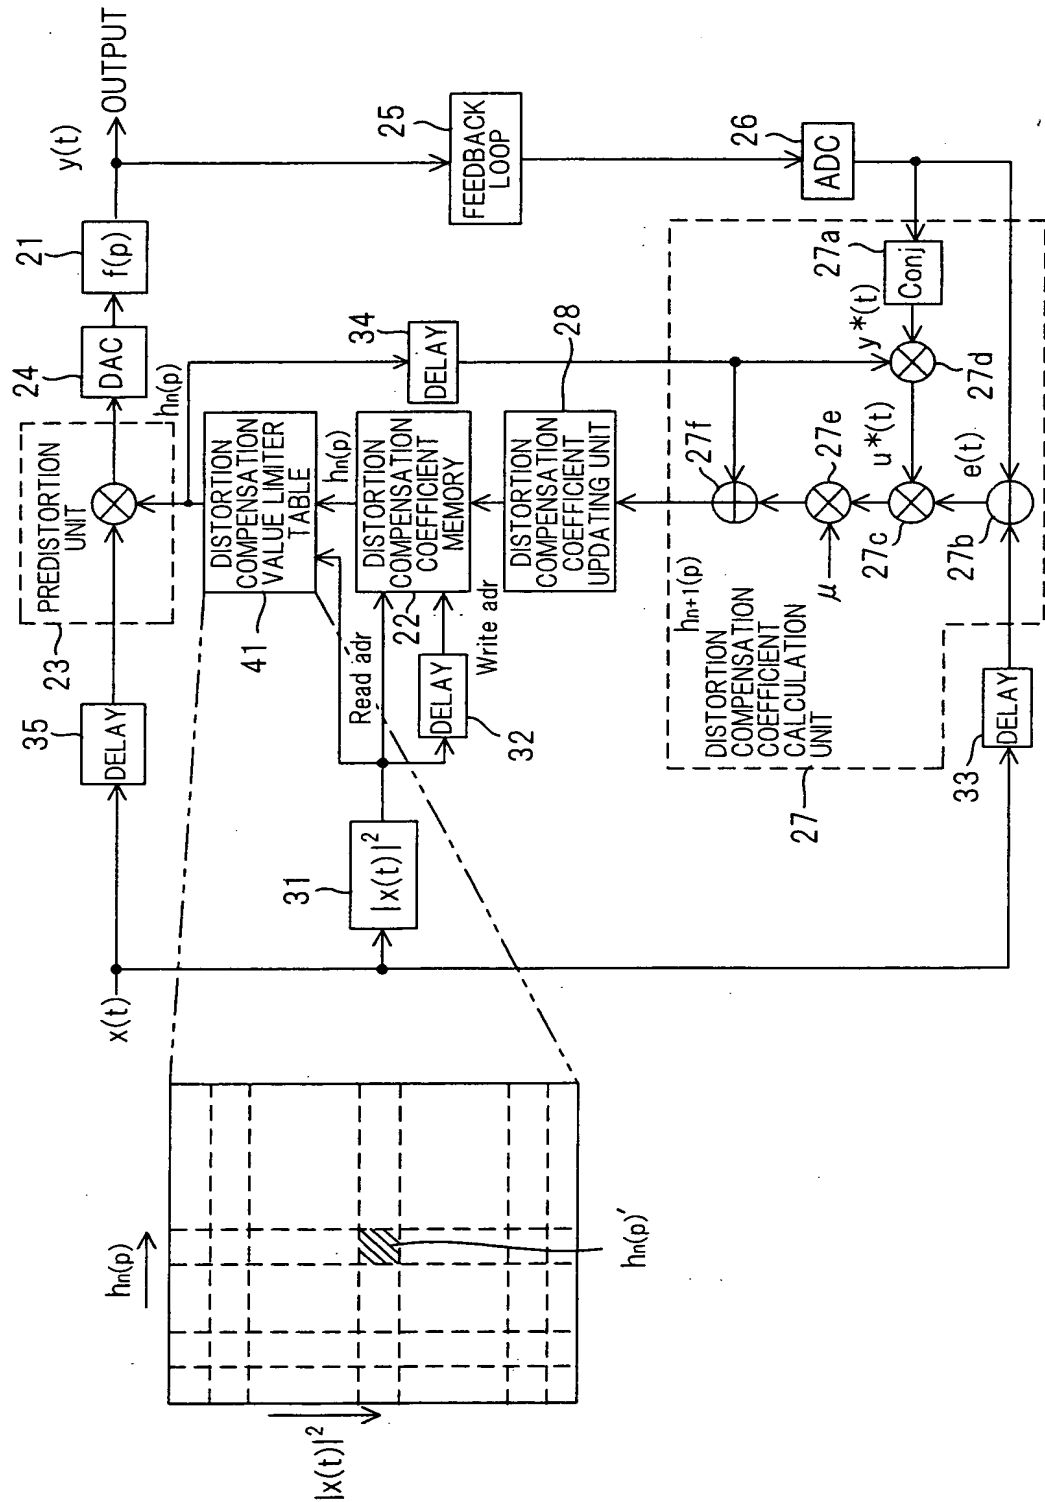 x(t)
35
DELAY
23
PREDISTORTION
UNIT
24
DAC
21
f(p)
y(t)
OUTPUT
hn(p)
41
DISTORTION
COMPENSATION
VALUE LIMITER
TABLE
hn(p)
34
DELAY
25
FEEDBACK
LOOP
31
|x(t)|²
Read adr
22
DISTORTION
COMPENSATION
COEFFICIENT
MEMORY
DELAY
32
Write adr
28
DISTORTION
COMPENSATION
COEFFICIENT
UPDATING UNIT
26
ADC
hn+1(p)
DISTORTION
COMPENSATION
COEFFICIENT
CALCULATION
UNIT
27
27f
μ
27e
27a
Conj
y*(t)
27d
u*(t)
27c
e(t)
27b
33
DELAY
hn(p)
|x(t)|²
hn(p)′